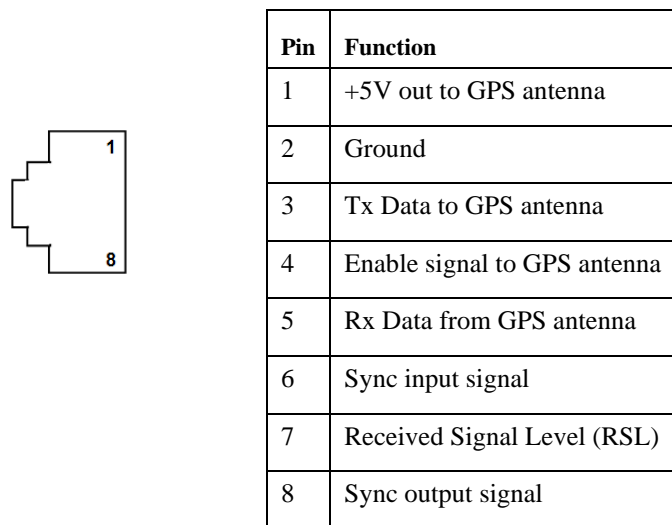 1
8
Pin Function
1 +5V out to GPS antenna
2 Ground
3 Tx Data to GPS antenna
4 Enable signal to GPS antenna
5 Rx Data from GPS antenna
6 Sync input signal
7 Received Signal Level (RSL)
8 Sync output signal